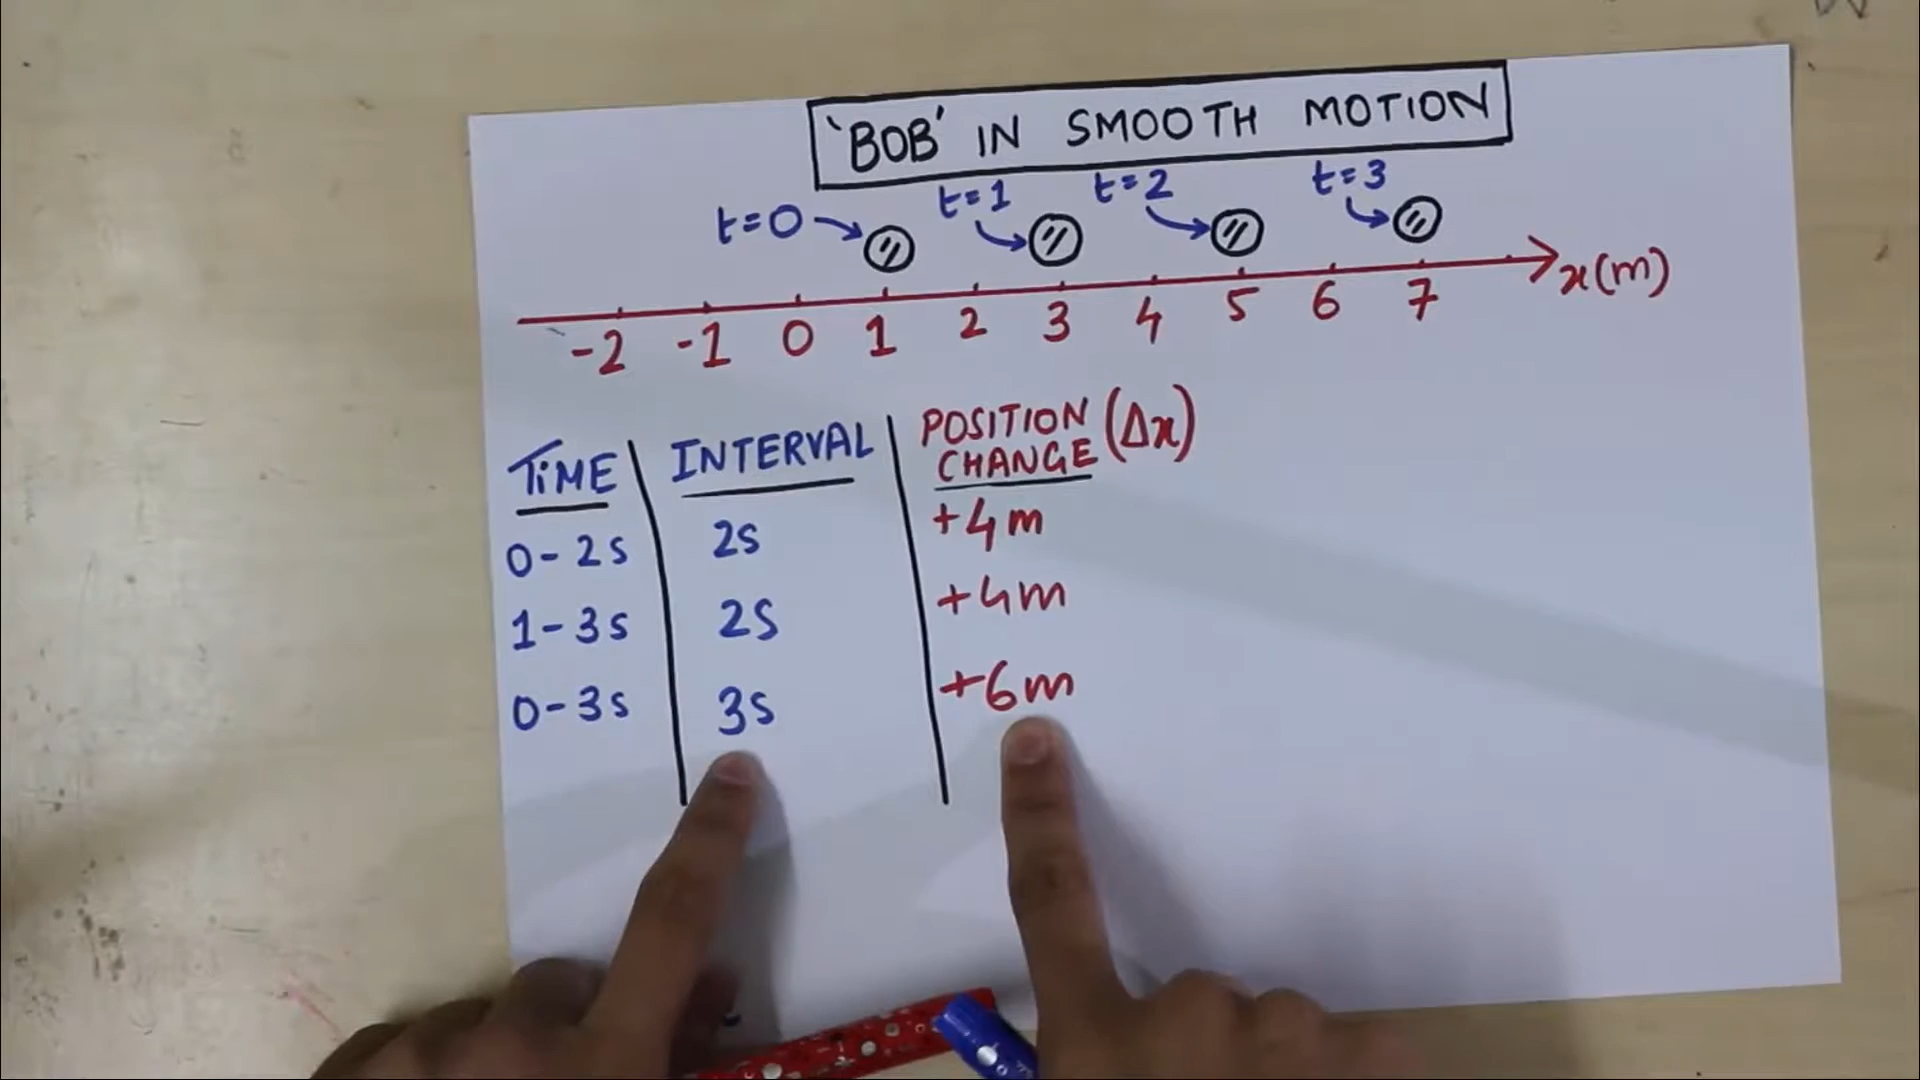 'BOB' IN SMOOTH MOTION
t=0 t=1 t=2 t=3
-2 -1 0 1 2 3 4 5 6 7 x(m)
TiME INTERVAL POSITION CHANGE (Δx)
0-2s 2s +4m
1-3s 2s +4m
0-3s 3s +6m